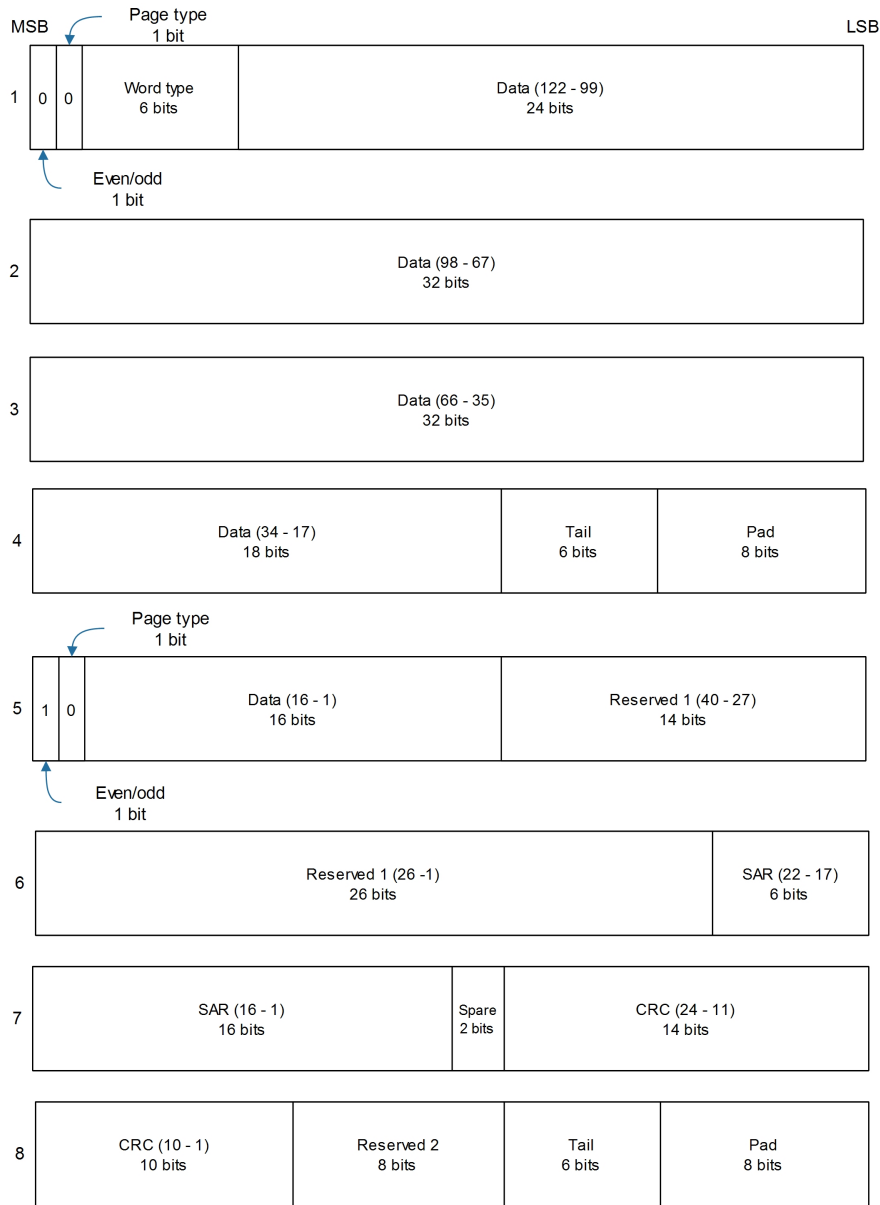 Page type
1 bit
MSB
LSB
1
0
0
Word type
6 bits
Data (122 - 99)
24 bits
Even/odd
1 bit
2
Data (98 - 67)
32 bits
3
Data (66 - 35)
32 bits
4
Data (34 - 17)
18 bits
Tail
6 bits
Pad
8 bits
Page type
1 bit
5
1
0
Data (16 - 1)
16 bits
Reserved 1 (40 - 27)
14 bits
Even/odd
1 bit
6
Reserved 1 (26 -1)
26 bits
SAR (22 - 17)
6 bits
7
SAR (16 - 1)
16 bits
Spare
2 bits
CRC (24 - 11)
14 bits
8
CRC (10 - 1)
10 bits
Reserved 2
8 bits
Tail
6 bits
Pad
8 bits